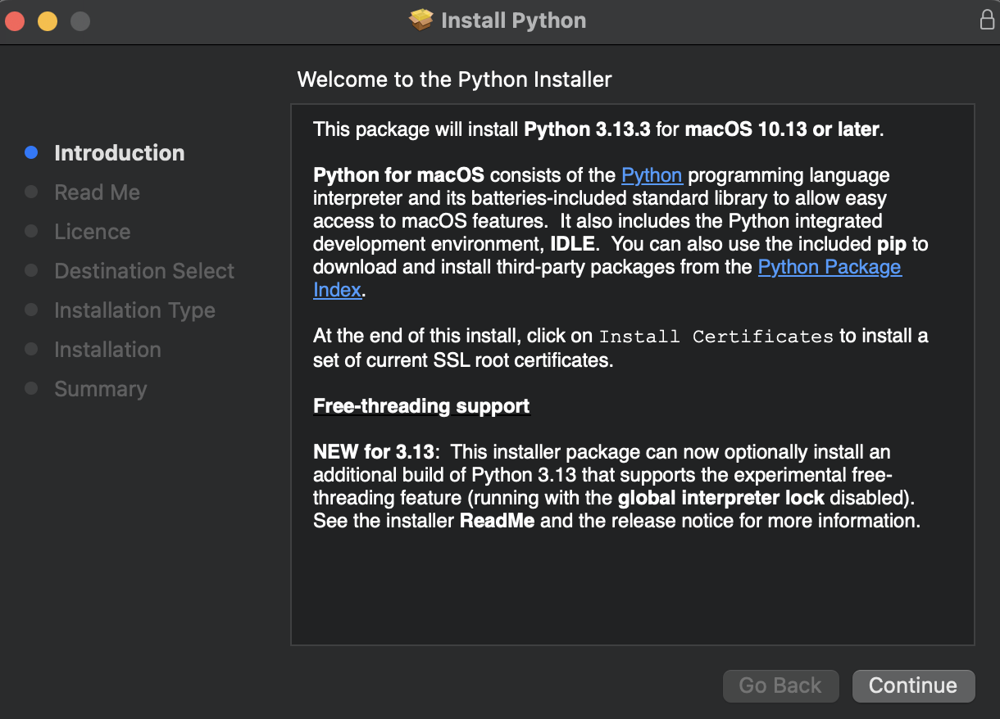 Install Python
Welcome to the Python Installer
Introduction
Read Me
Licence
Destination Select
Installation Type
Installation
Summary
This package will install Python 3.13.3 for macOS 10.13 or later.
Python for macOS consists of the Python programming language
interpreter and its batteries-included standard library to allow easy
access to macOS features.  It also includes the Python integrated
development environment, IDLE.  You can also use the included pip to
download and install third-party packages from the Python Package
Index.
At the end of this install, click on Install Certificates to install a
set of current SSL root certificates.
Free-threading support
NEW for 3.13:  This installer package can now optionally install an
additional build of Python 3.13 that supports the experimental free-
threading feature (running with the global interpreter lock disabled).
See the installer ReadMe and the release notice for more information.
Go Back
Continue